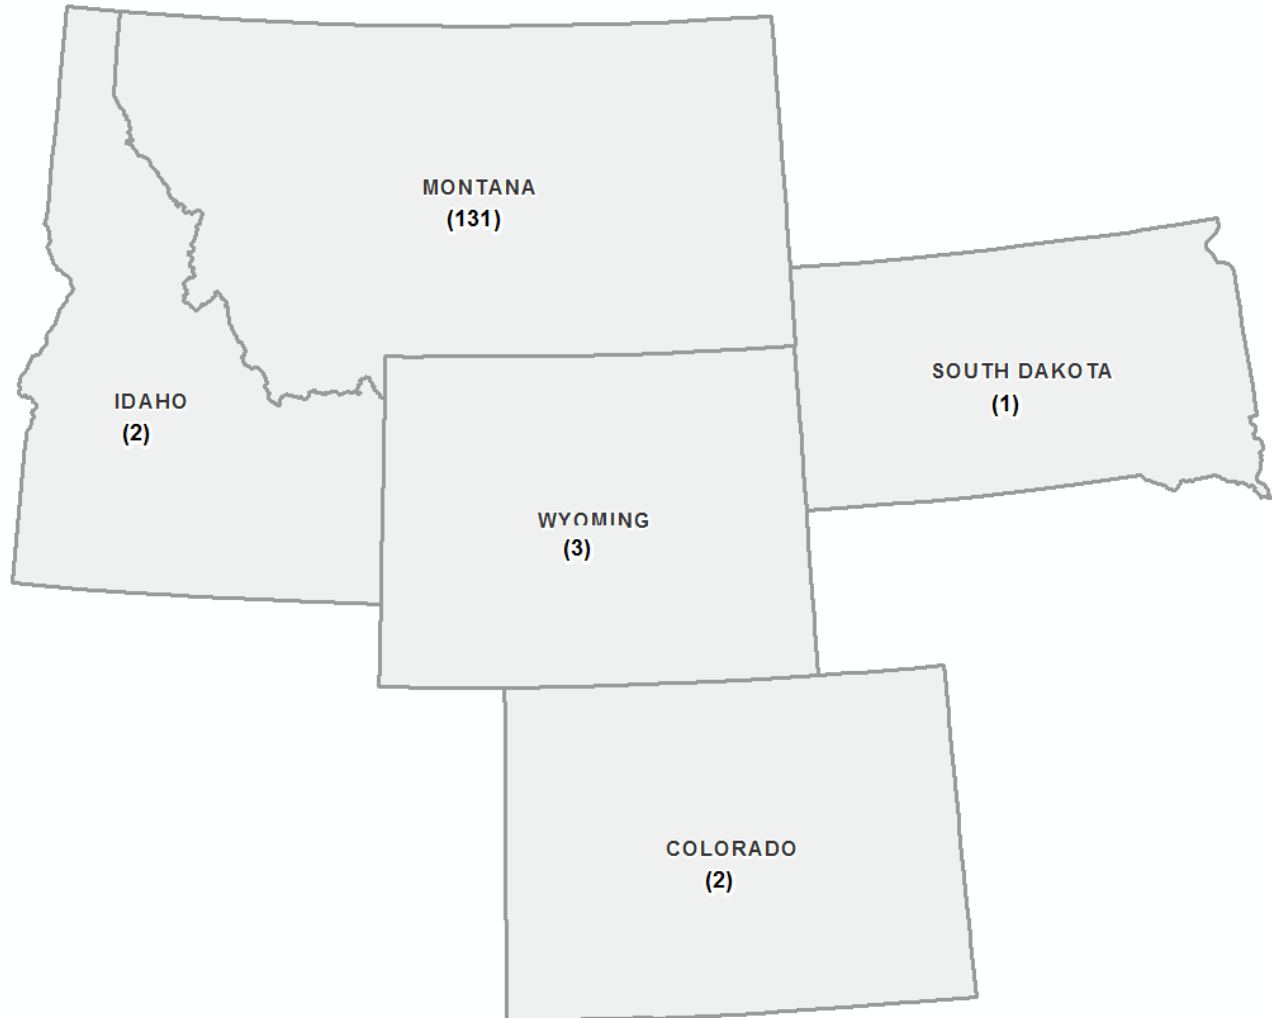 MONTANA
(131)
SOUTH DAKOTA
(1)
IDAHO
(2)
WYOMING
(3)
COLORADO
(2)